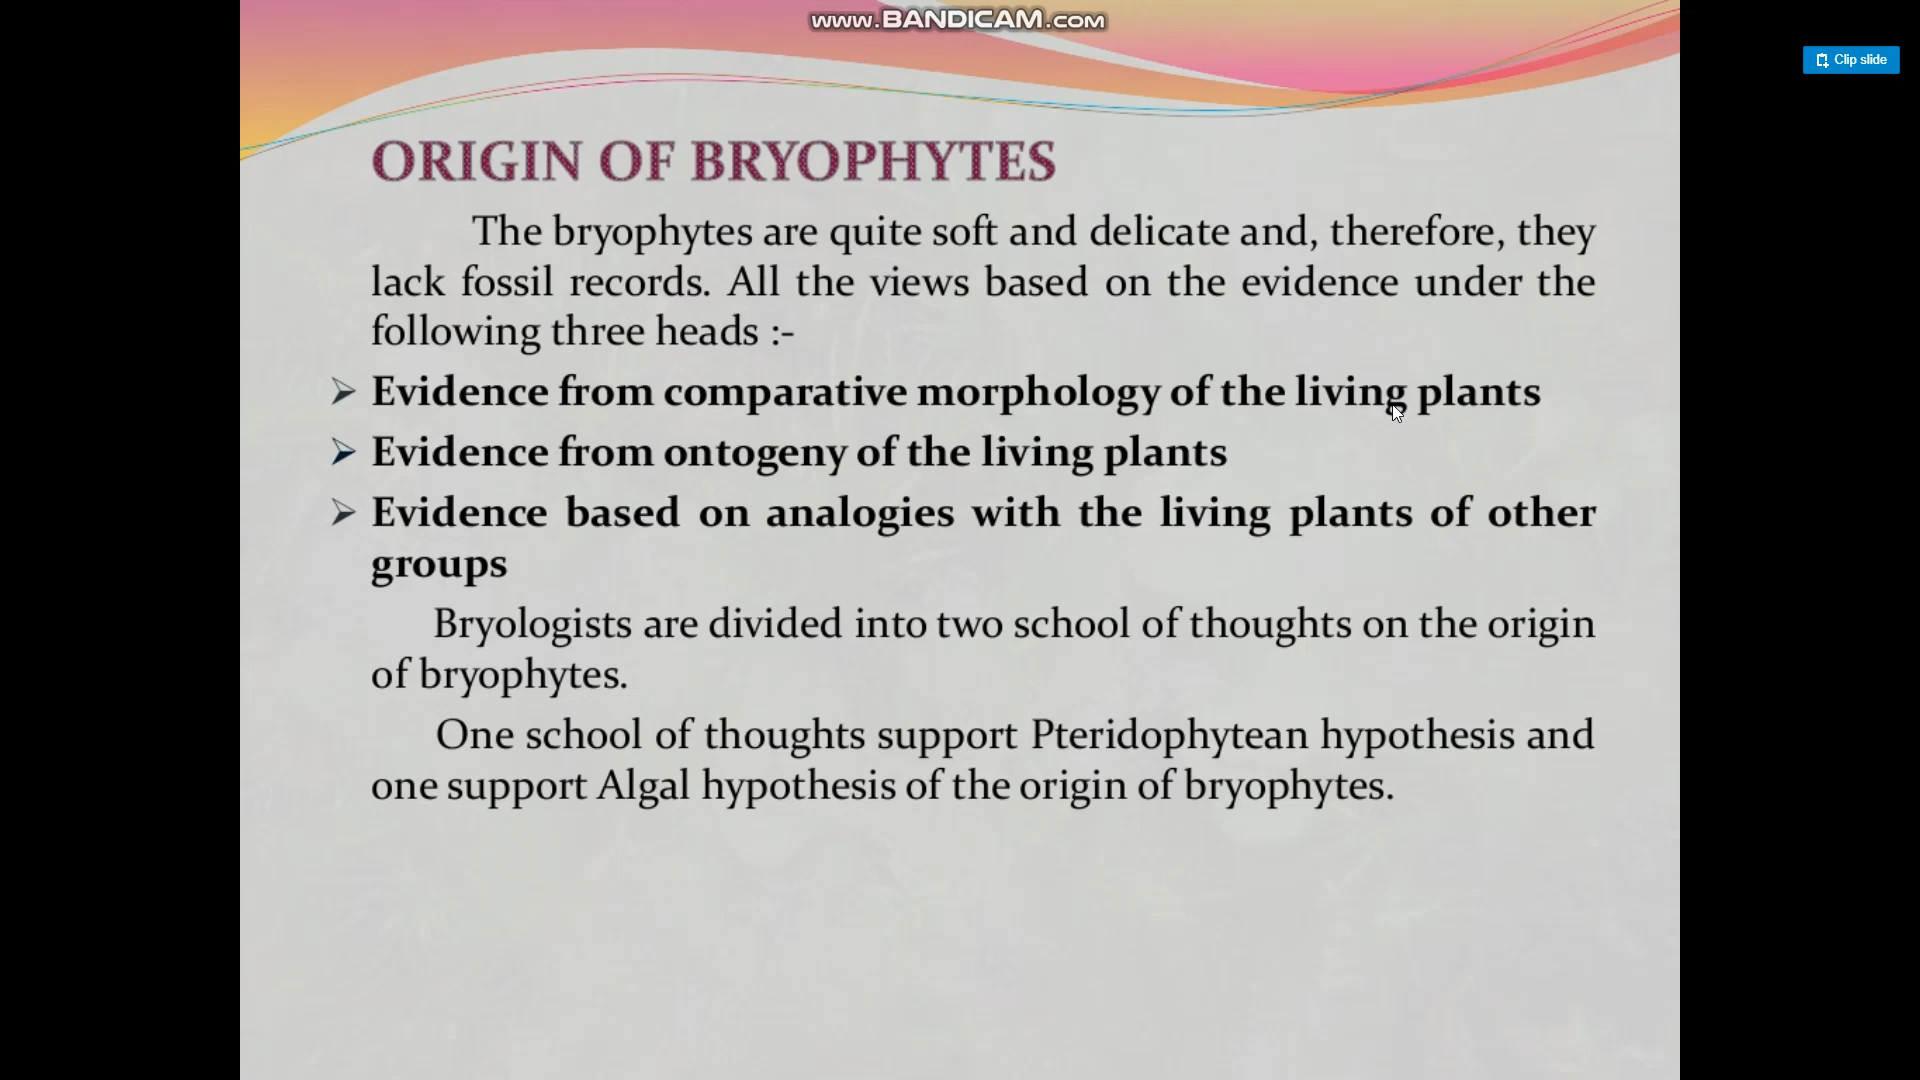 www.BANDICAM.com
Clip slide
ORIGIN OF BRYOPHYTES
The bryophytes are quite soft and delicate and, therefore, they
lack fossil records. All the views based on the evidence under the
following three heads :-
➢ Evidence from comparative morphology of the living plants
➢ Evidence from ontogeny of the living plants
➢ Evidence based on analogies with the living plants of other
groups
Bryologists are divided into two school of thoughts on the origin
of bryophytes.
One school of thoughts support Pteridophytean hypothesis and
one support Algal hypothesis of the origin of bryophytes.